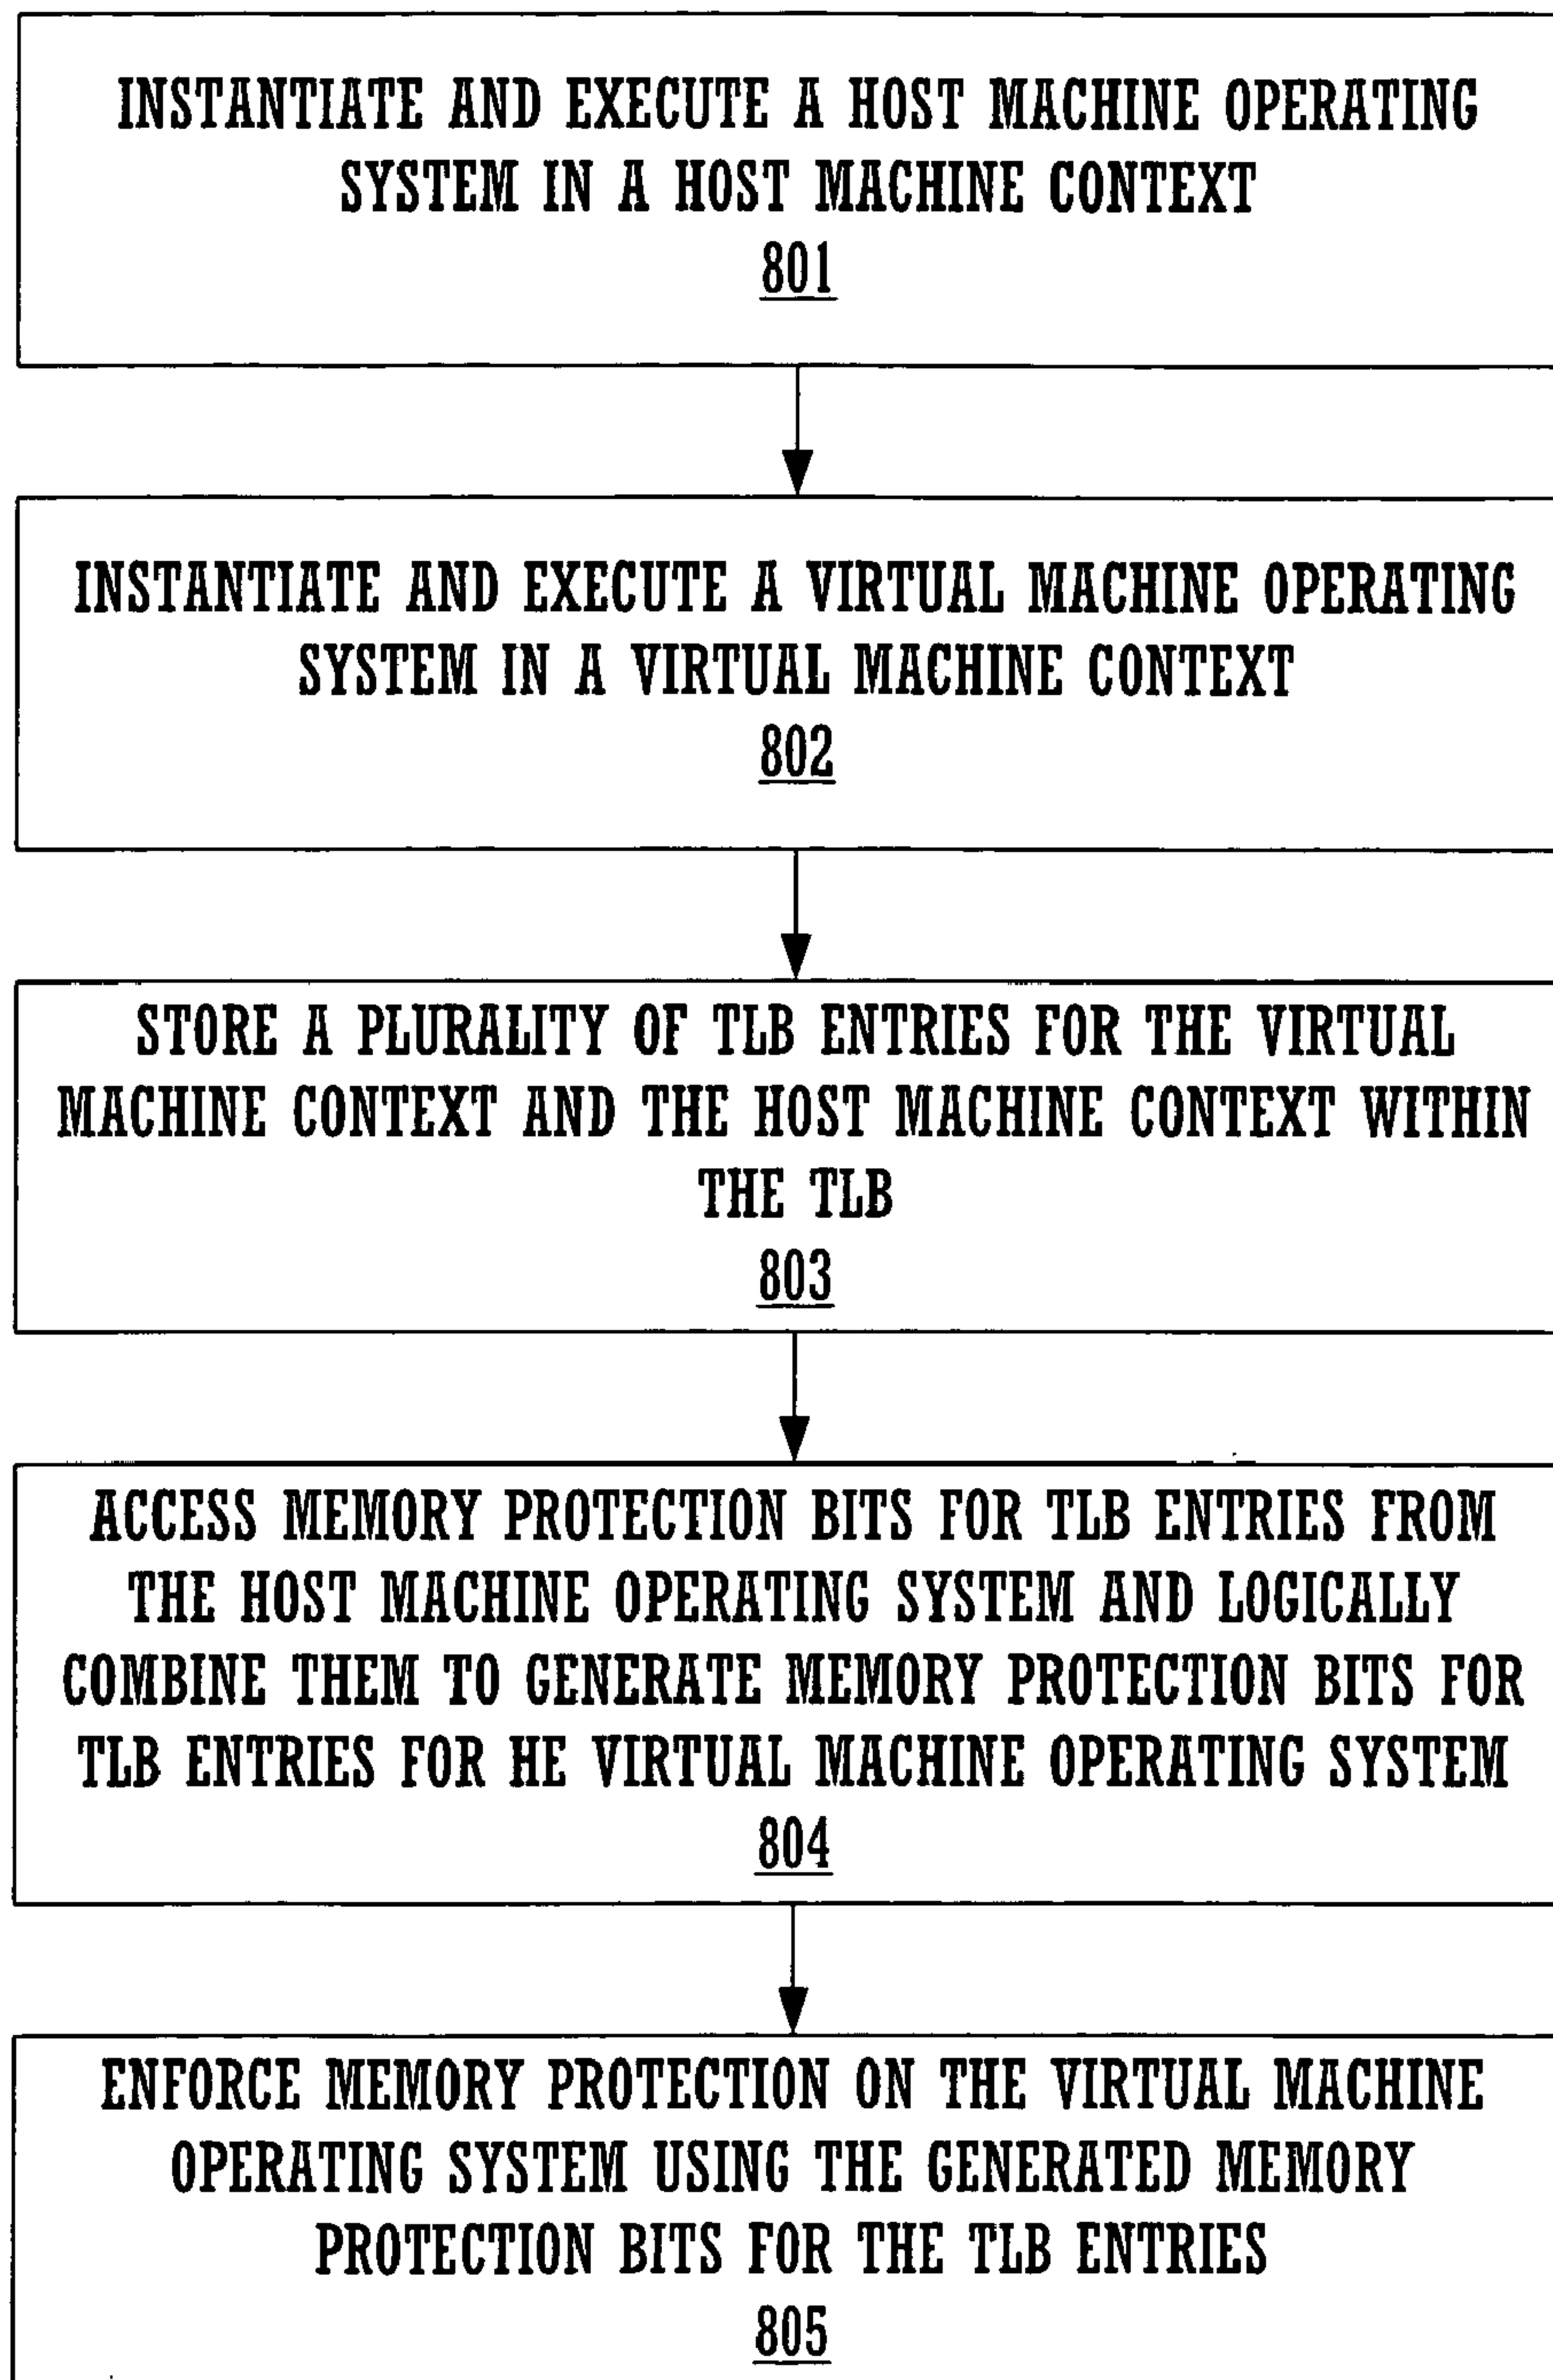 INSTANTIATE AND EXECUTE A HOST MACHINE OPERATING
SYSTEM IN A HOST MACHINE CONTEXT
801
INSTANTIATE AND EXECUTE A VIRTUAL MACHINE OPERATING
SYSTEM IN A VIRTUAL MACHINE CONTEXT
802
STORE A PLURALITY OF TLB ENTRIES FOR THE VIRTUAL
MACHINE CONTEXT AND THE HOST MACHINE CONTEXT WITHIN
THE TLB
803
ACCESS MEMORY PROTECTION BITS FOR TLB ENTRIES FROM
THE HOST MACHINE OPERATING SYSTEM AND LOGICALLY
COMBINE THEM TO GENERATE MEMORY PROTECTION BITS FOR
TLB ENTRIES FOR HE VIRTUAL MACHINE OPERATING SYSTEM
804
ENFORCE MEMORY PROTECTION ON THE VIRTUAL MACHINE
OPERATING SYSTEM USING THE GENERATED MEMORY
PROTECTION BITS FOR THE TLB ENTRIES
805